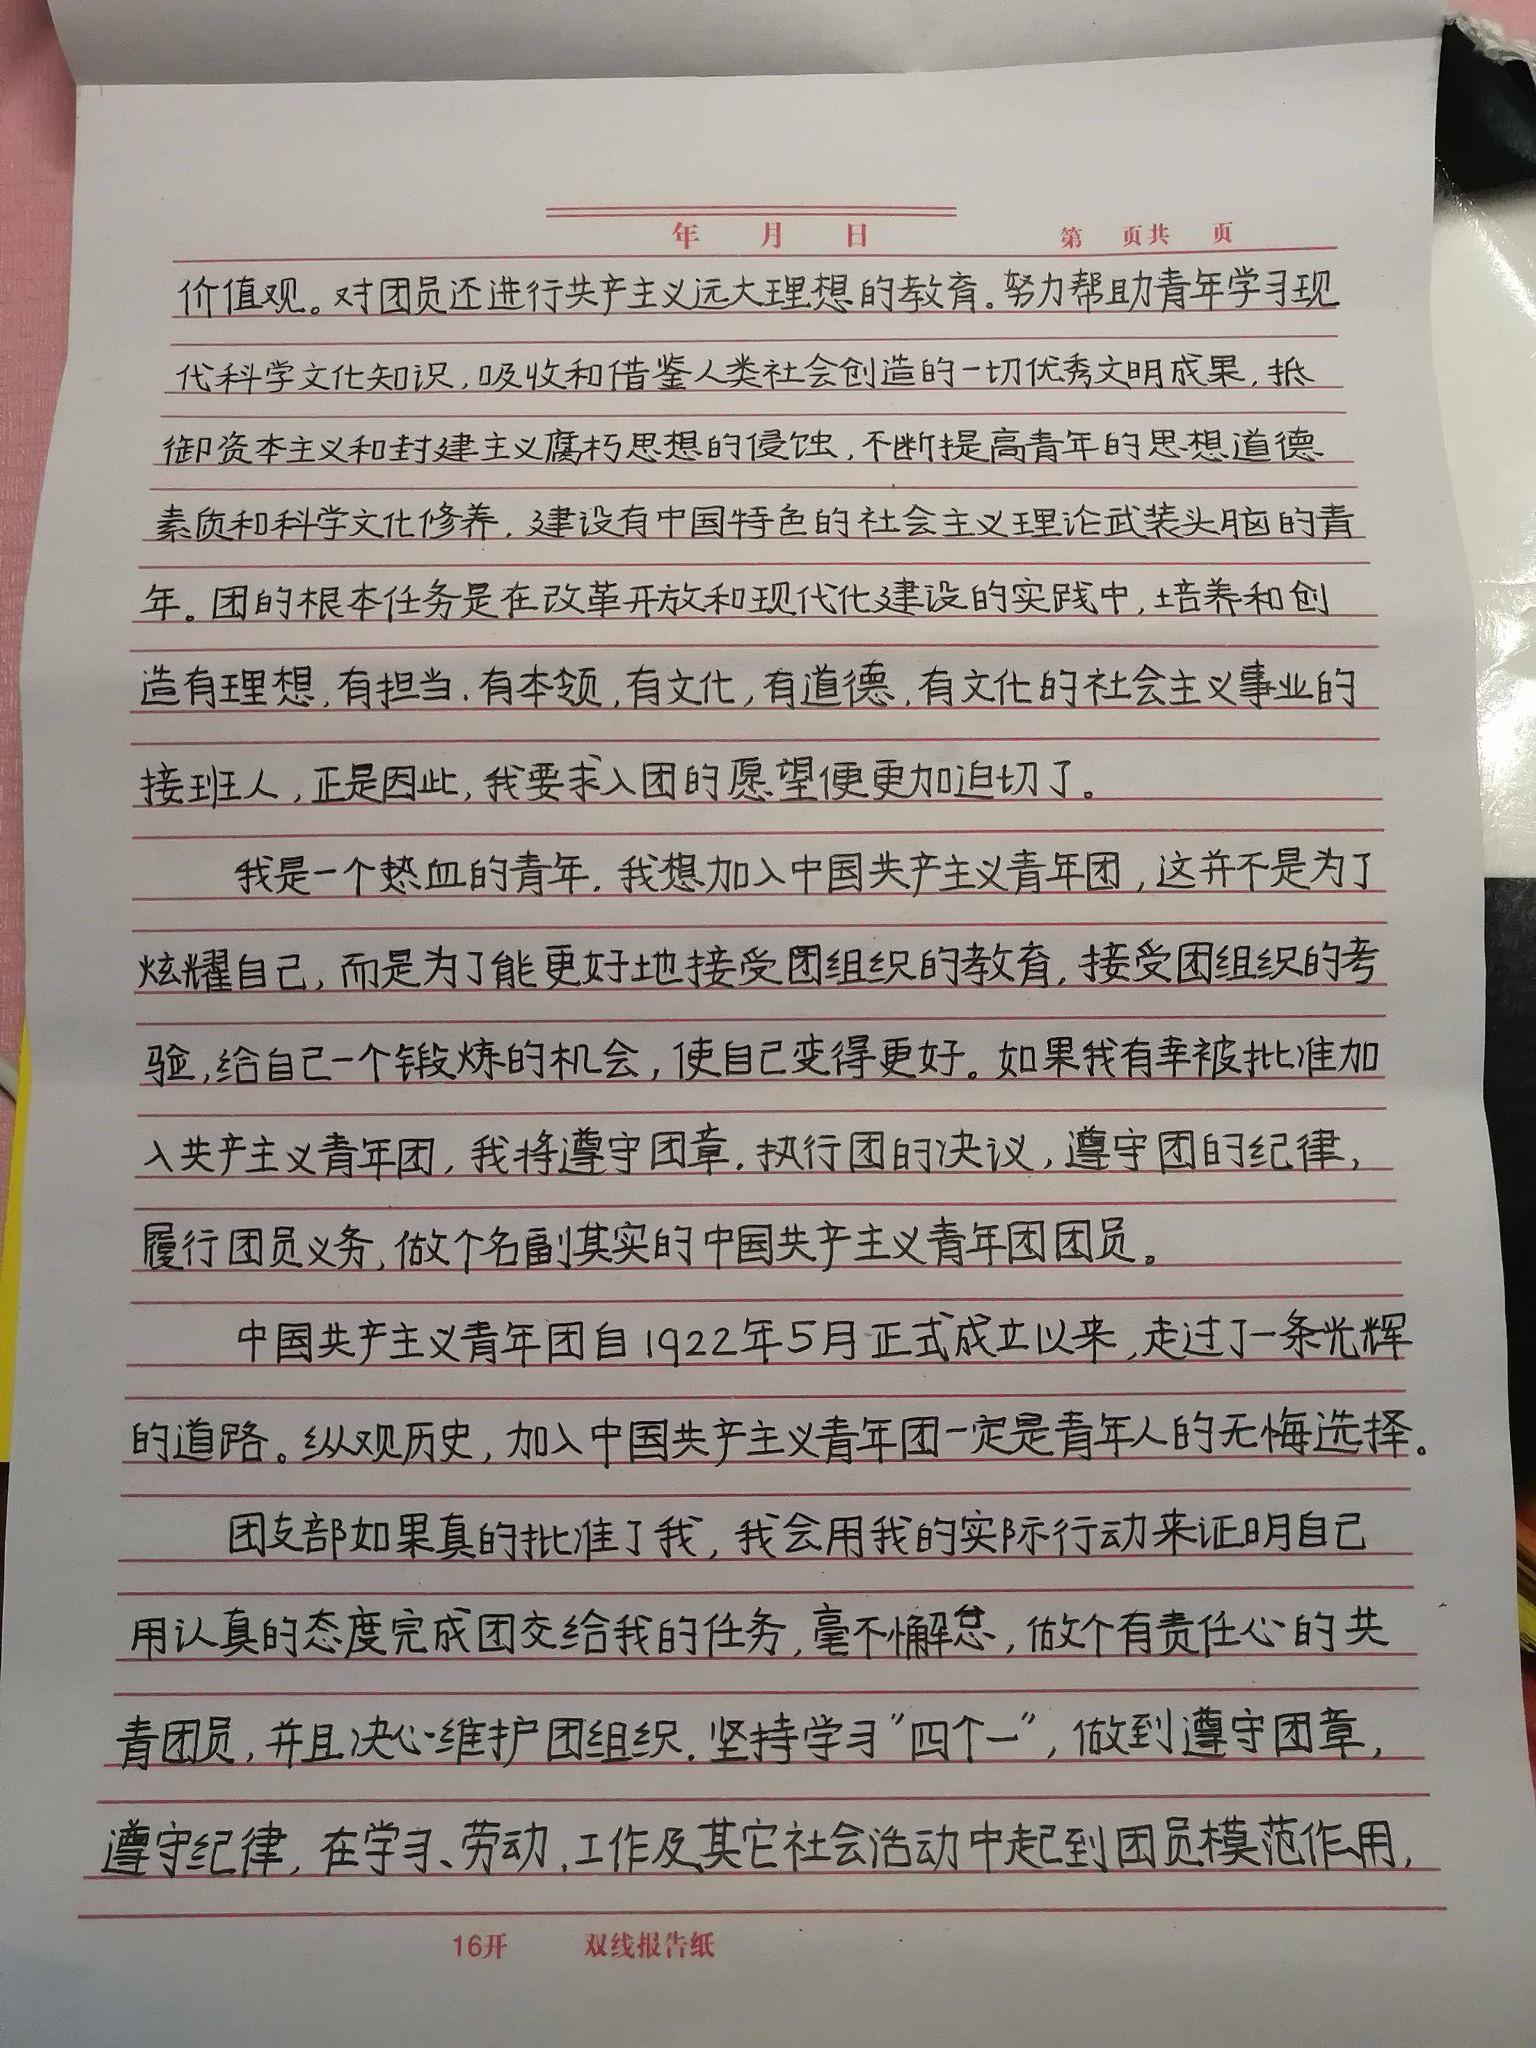 年 月 日 第 页共 页
价值观。对团员还进行共产主义远大理想的教育。努力帮助青年学习现
代科学文化知识,吸收和借鉴人类社会创造的一切优秀文明成果,抵
御资本主义和封建主义腐朽思想的侵蚀,不断提高青年的思想道德
素质和科学文化修养,建设有中国特色的社会主义理论武装头脑的青
年。团的根本任务是在改革开放和现代化建设的实践中,培养和创
造有理想,有担当,有本领,有文化,有道德,有文化的社会主义事业的
接班人,正是因此,我要求入团的愿望便更加迫切了。
我是一个热血的青年,我想加入中国共产主义青年团,这并不是为了
炫耀自己,而是为了能更好地接受团组织的教育,接受团组织的考
验,给自己一个锻炼的机会,使自己变得更好。如果我有幸被批准加
入共产主义青年团,我将遵守团章,执行团的决议,遵守团的纪律,
履行团员义务,做个名副其实的中国共产主义青年团团员。
中国共产主义青年团自1922年5月正式成立以来,走过了一条光辉
的道路。纵观历史,加入中国共产主义青年团一定是青年人的无悔选择。
团支部如果真的批准了我,我会用我的实际行动来证明自己
用认真的态度完成团交给我的任务,毫不懈怠,做个有责任心的共
青团员,并且决心维护团组织,坚持学习"四个一",做到遵守团章,
遵守纪律,在学习、劳动、工作及其它社会活动中起到团员模范作用,
16开 双线报告纸